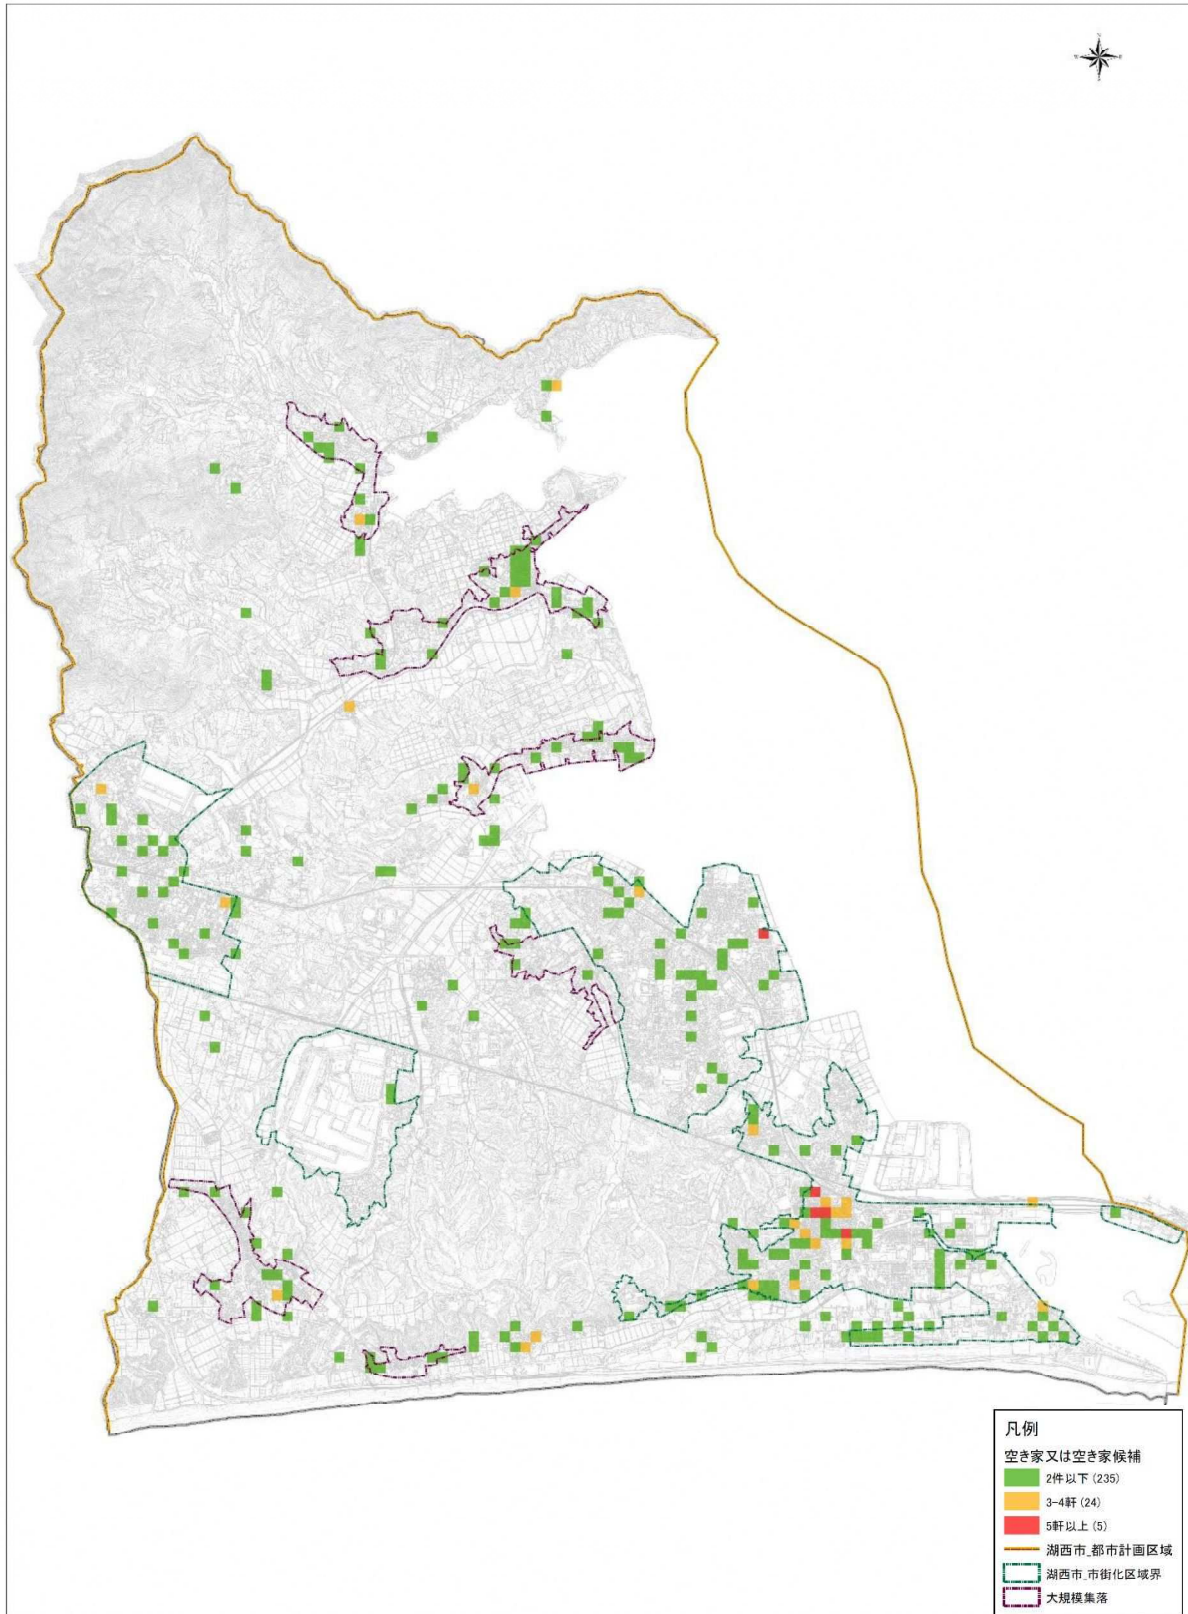 凡例
空き家又は空き家候補
2件以下 (235)
3-4軒 (24)
5軒以上 (5)
湖西市_都市計画区域
湖西市_市街化区域界
大規模集落